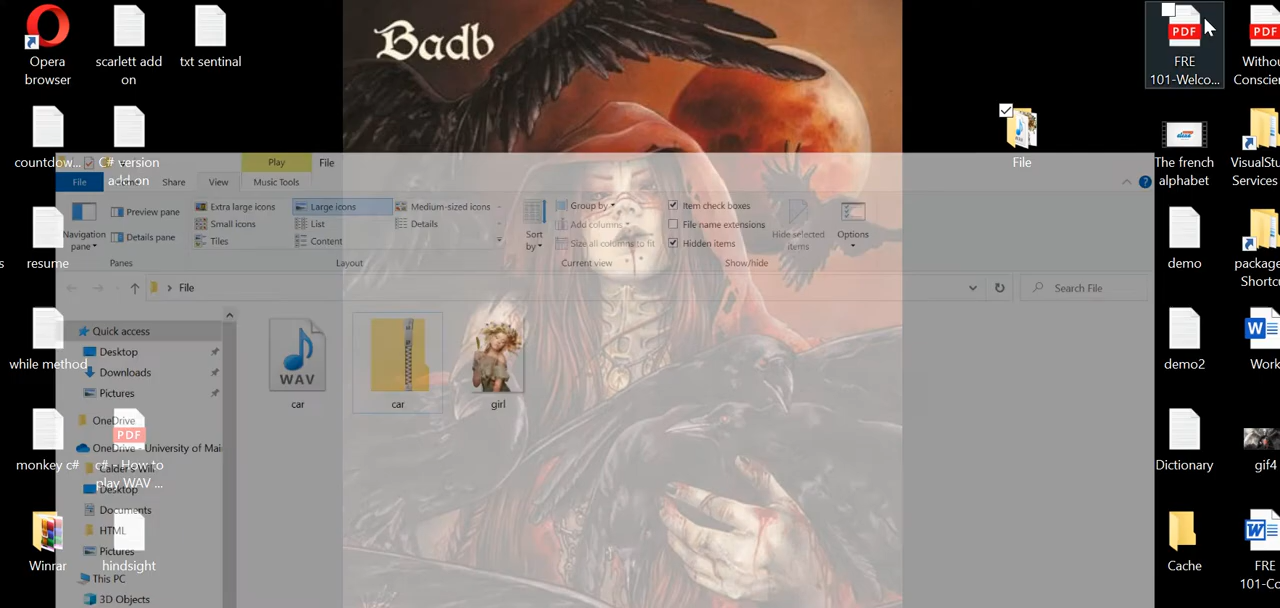 Badb
Opera
browser
scarlett add
on
txt sentinal
countdow...
C# version
add on
resume
while method
monkey c#
c# - How to
play WAV ...
Winrar
hindsight
PDF
FRE
101-Welco...
PDF
Withou
Conscien
File
The french
alphabet
VisualStu
Services
demo
package
Shortcu
demo2
Work
Dictionary
gif4
Cache
FRE
101-Co
Play
File
File
Share
View
Music Tools
Navigation
pane
Preview pane
Details pane
Panes
Extra large icons
Large icons
Medium-sized icons
Small icons
List
Details
Tiles
Content
Layout
Sort
by
Group by
Add columns
Size all columns to fit
Current view
Item check boxes
File name extensions
Hidden items
Hide selected
items
Show/hide
Options
File
Search File
Quick access
Desktop
Downloads
Pictures
OneDrive
OneDrive - University of Mai
Desktop
Documents
HTML
Pictures
This PC
3D Objects
WAV
car
car
girl
PDF